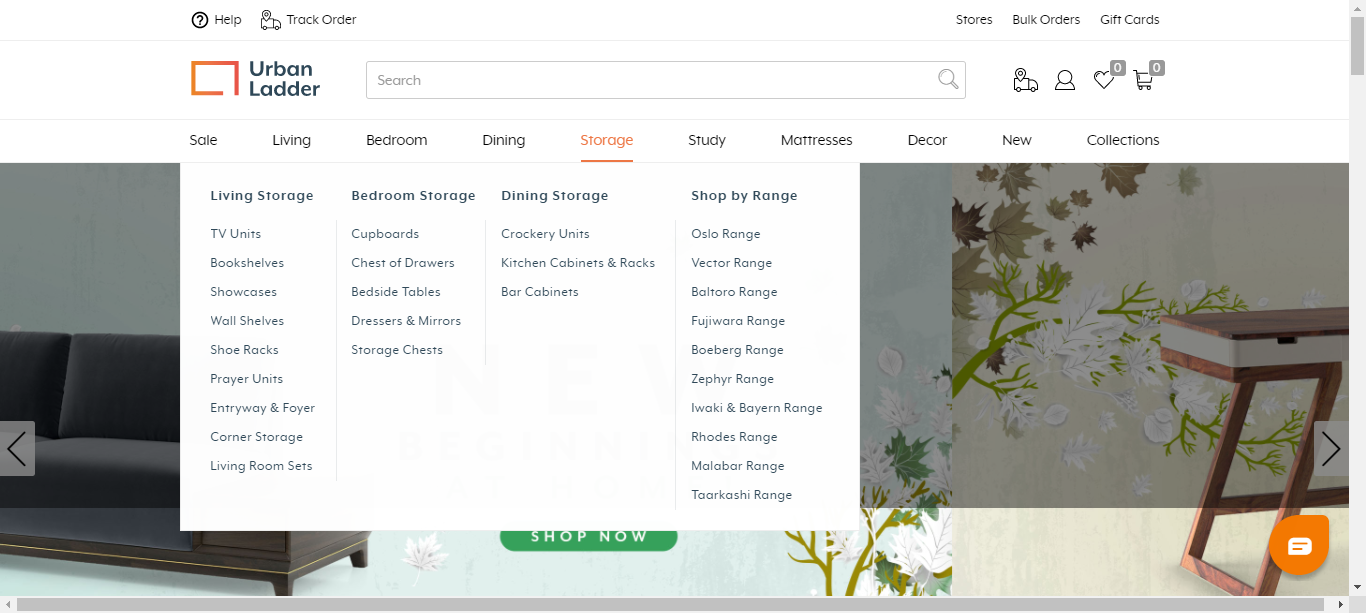 Help
Track Order
Stores
Bulk Orders
Gift Cards
Urban
Ladder
Search
0
0
Sale
Living
Bedroom
Dining
Storage
Study
Mattresses
Decor
New
Collections
Living Storage
TV Units
Bookshelves
Showcases
Wall Shelves
Shoe Racks
Prayer Units
Entryway & Foyer
Corner Storage
Living Room Sets
Bedroom Storage
Cupboards
Chest of Drawers
Bedside Tables
Dressers & Mirrors
Storage Chests
Dining Storage
Crockery Units
Kitchen Cabinets & Racks
Bar Cabinets
Shop by Range
Oslo Range
Vector Range
Baltoro Range
Fujiwara Range
Boeberg Range
Zephyr Range
Iwaki & Bayern Range
Rhodes Range
Malabar Range
Taarkashi Range
NEW
BEGINNINGS
SHOP NOW